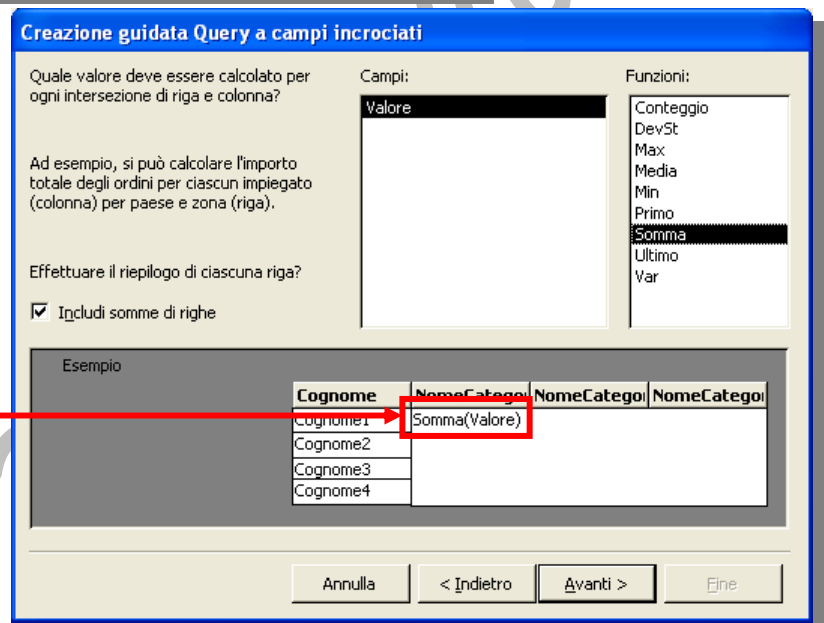 Creazione guidata Query a campi incrociati
Quale valore deve essere calcolato per
ogni intersezione di riga e colonna?
Ad esempio, si può calcolare l'importo
totale degli ordini per ciascun impiegato
(colonna) per paese e zona (riga).
Effettuare il riepilogo di ciascuna riga?
Includi somme di righe
Campi:
Valore
Funzioni:
Conteggio
DevSt
Max
Media
Min
Primo
Somma
Ultimo
Var
Esempio
Cognome NomeCategoı NomeCategoı NomeCategoı
Cognome1 Somma(Valore)
Cognome2
Cognome3
Cognome4
Annulla < Indietro Avanti > Fine